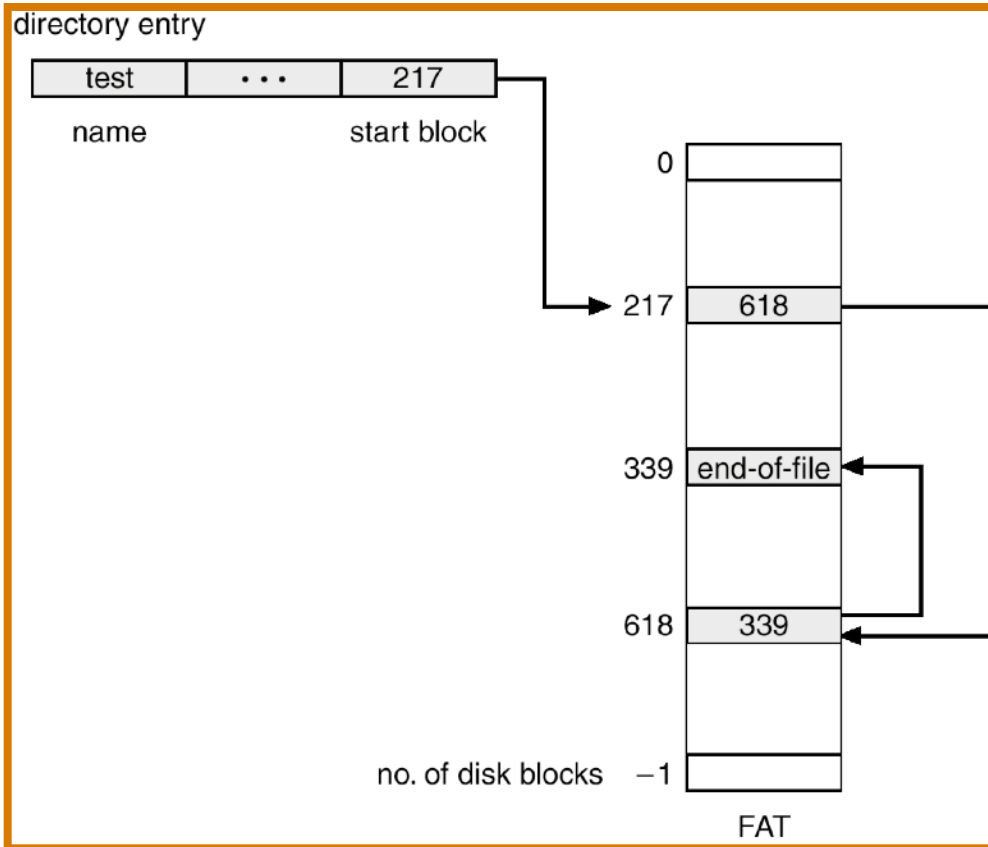 directory entry
test • • • 217
name start block
0
217 618
339 end-of-file
618 339
no. of disk blocks −1
FAT